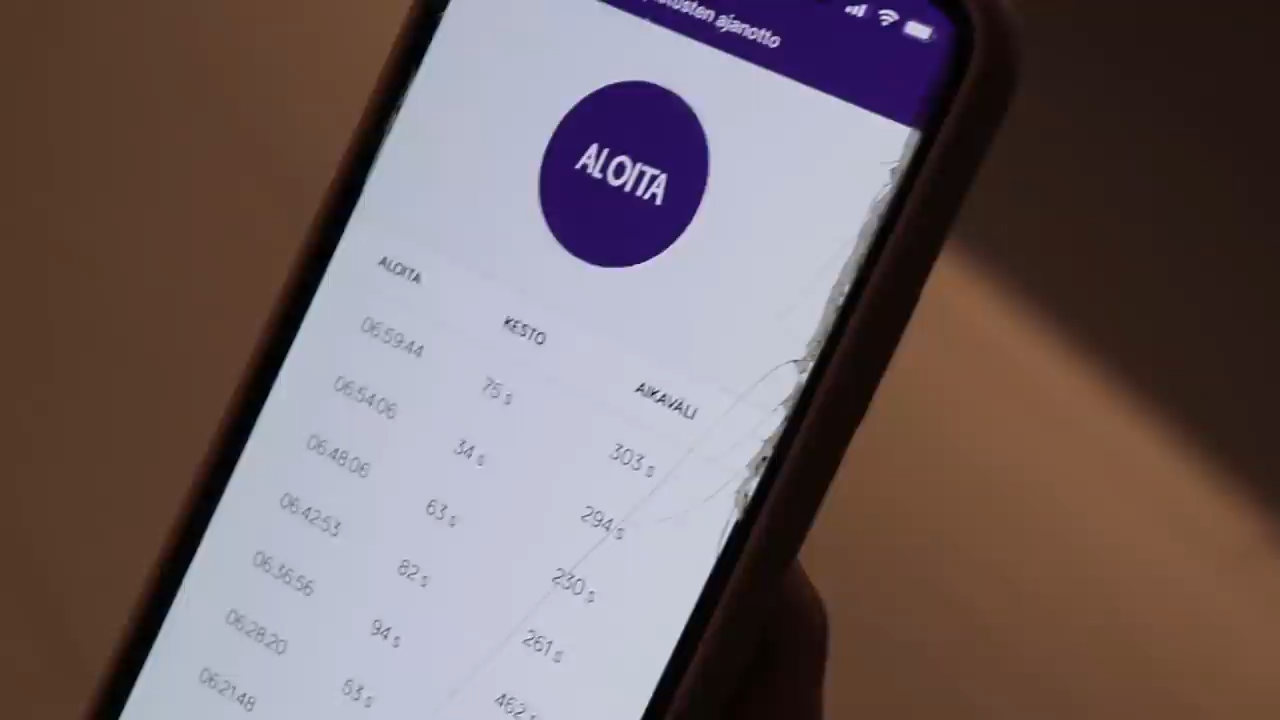 ajanotto
ALOITA
ALOITA KESTO AIKAVÄLI
06.59.44 75 s 303 s
06.54.06 34 s 294 s
06.48.06 63 s 230 s
06.42.53 82 s 261 s
06.36.56 94 s 462 s
06.28.20 63 s
06.21.48